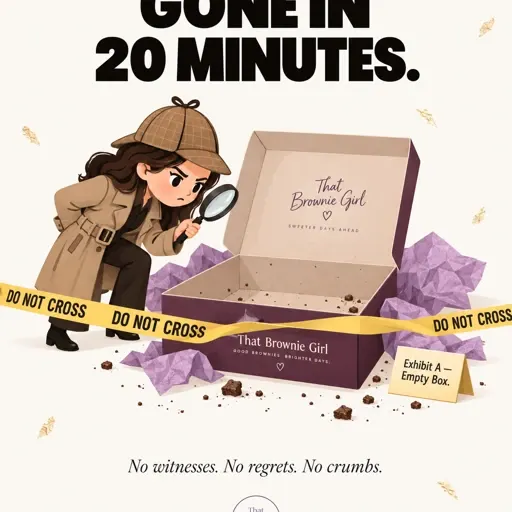 GONE IN
20 MINUTES.
That
Brownie Girl
SWEETER DAYS AHEAD
DO NOT CROSS
DO NOT CROSS
DO NOT CROSS
That Brownie Girl
GOOD BROWNIES. BRIGHTER DAYS.
Exhibit A —
Empty Box.
No witnesses. No regrets. No crumbs.
That